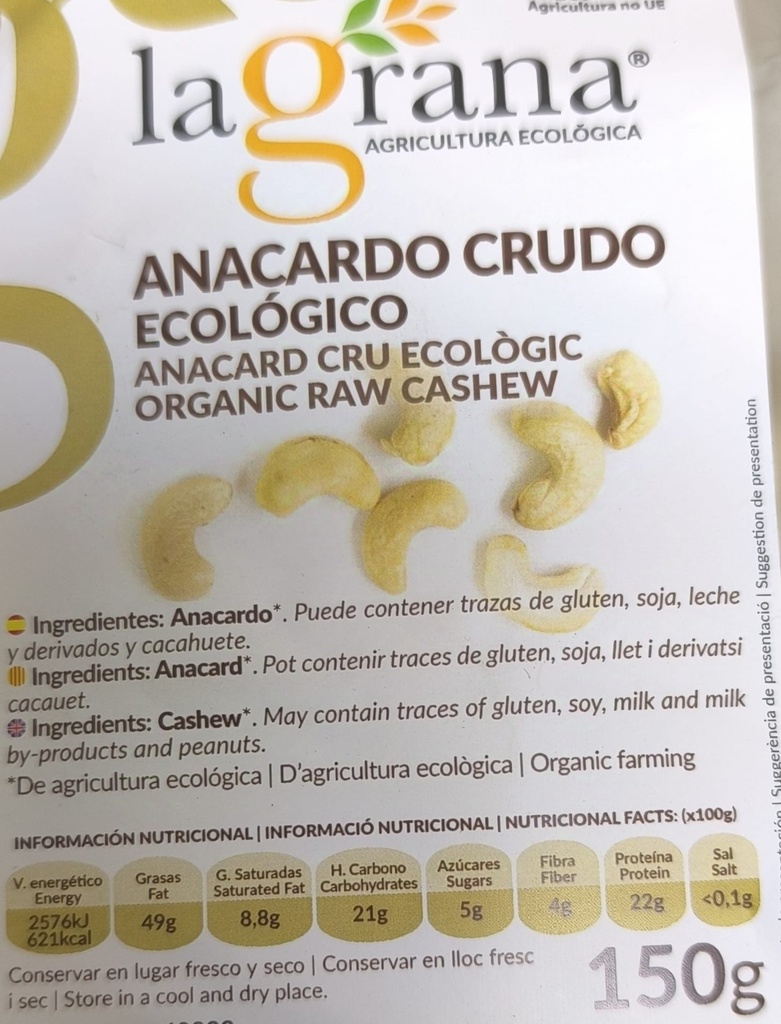 Agricultura no UE
lagrana®
AGRICULTURA ECOLÓGICA
ANACARDO CRUDO
ECOLÓGICO
ANACARD CRU ECOLÒGIC
ORGANIC RAW CASHEW
Ingredientes: Anacardo*. Puede contener trazas de gluten, soja, leche
y derivados y cacahuete.
Ingredients: Anacard*. Pot contenir traces de gluten, soja, llet i derivatsi
cacauet.
Ingredients: Cashew*. May contain traces of gluten, soy, milk and milk
by-products and peanuts.
*De agricultura ecológica | D'agricultura ecològica | Organic farming
Suggerència de presentació | Suggestion de presentation
INFORMACIÓN NUTRICIONAL | INFORMACIÓ NUTRICIONAL | NUTRICIONAL FACTS: (x100g)
V. energético
Energy
2576kJ
621kcal
Grasas
Fat
49g
G. Saturadas
Saturated Fat
8,8g
H. Carbono
Carbohydrates
21g
Azúcares
Sugars
5g
Fibra
Fiber
4g
Proteína
Protein
22g
Sal
Salt
<0,1g
Conservar en lugar fresco y seco | Conservar en lloc fresc
i sec | Store in a cool and dry place.
150g